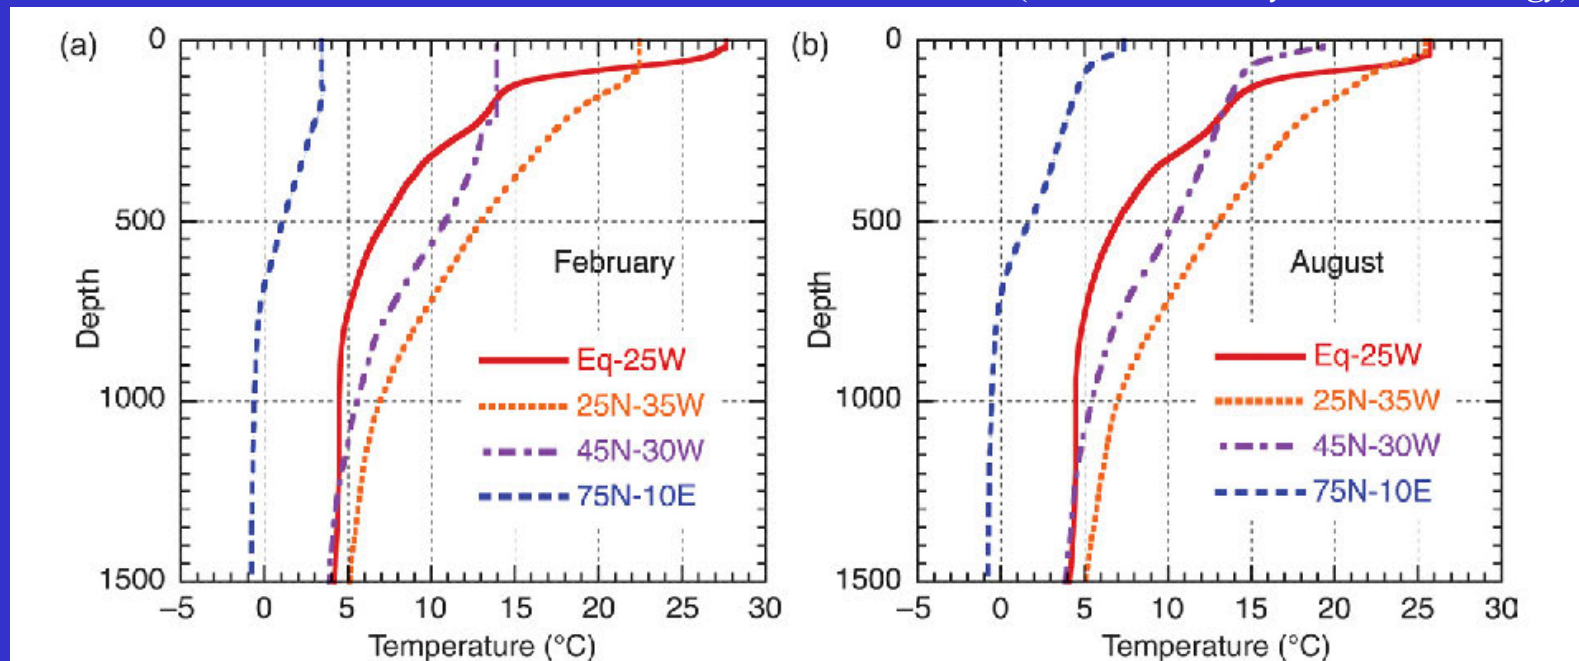 (a)
0
500
1000
1500
Depth
February
Eq-25W
25N-35W
45N-30W
75N-10E
−5 0 5 10 15 20 25 30
Temperature (°C)
(b)
0
500
1000
1500
Depth
August
Eq-25W
25N-35W
45N-30W
75N-10E
−5 0 5 10 15 20 25 30
Temperature (°C)